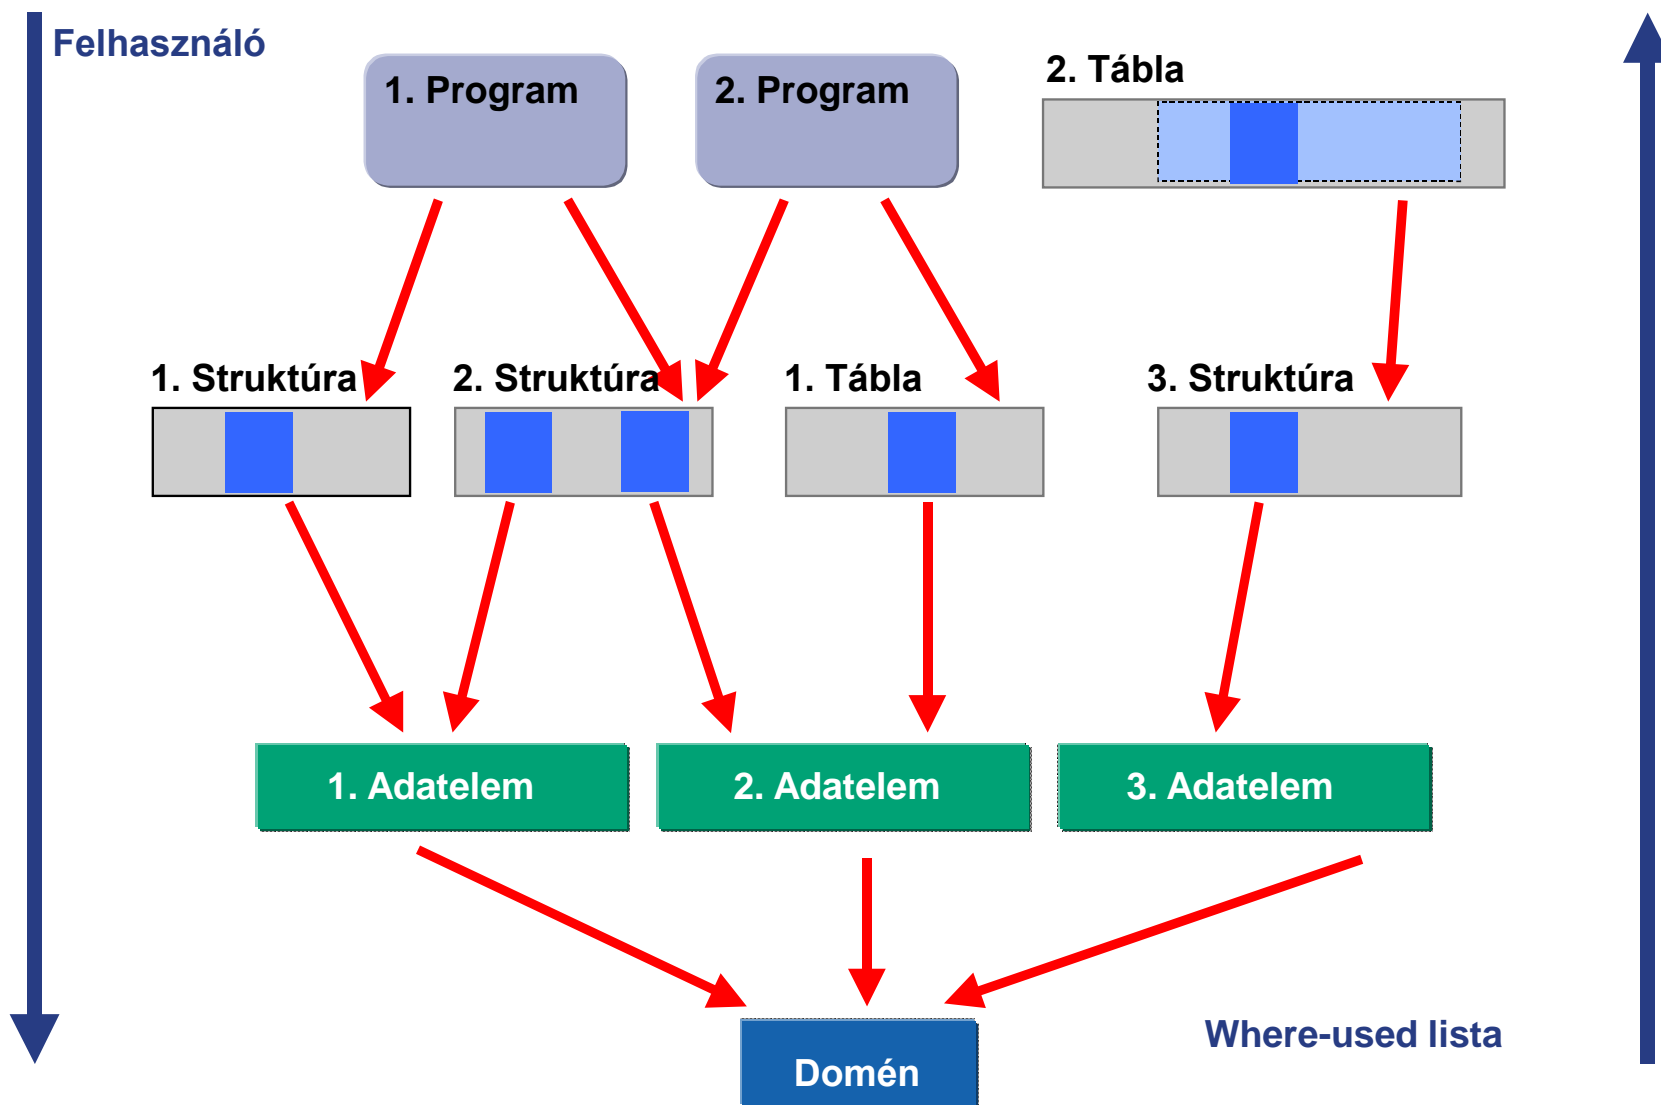 Felhasználó
1. Program
2. Program
2. Tábla
1. Struktúra
2. Struktúra
1. Tábla
3. Struktúra
1. Adatelem
2. Adatelem
3. Adatelem
Where-used lista
Domén